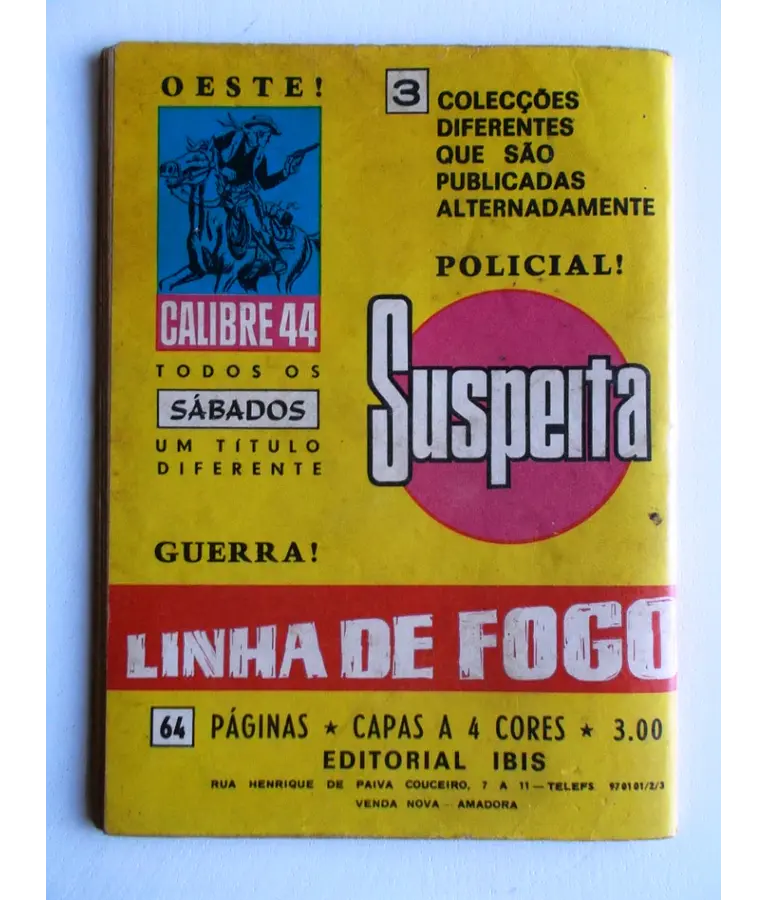 OESTE!
CALIBRE 44
TODOS OS
SÁBADOS
UM TÍTULO
DIFERENTE
3 COLECÇÕES
DIFERENTES
QUE SÃO
PUBLICADAS
ALTERNADAMENTE
POLICIAL!
Suspeita
GUERRA!
LINHA DE FOGO
64 PÁGINAS ★ CAPAS A 4 CORES ★ 3.00
EDITORIAL IBIS
RUA HENRIQUE DE PAIVA COUCEIRO, 7 A 11 — TELEFS 970101/2/3
VENDA NOVA - AMADORA